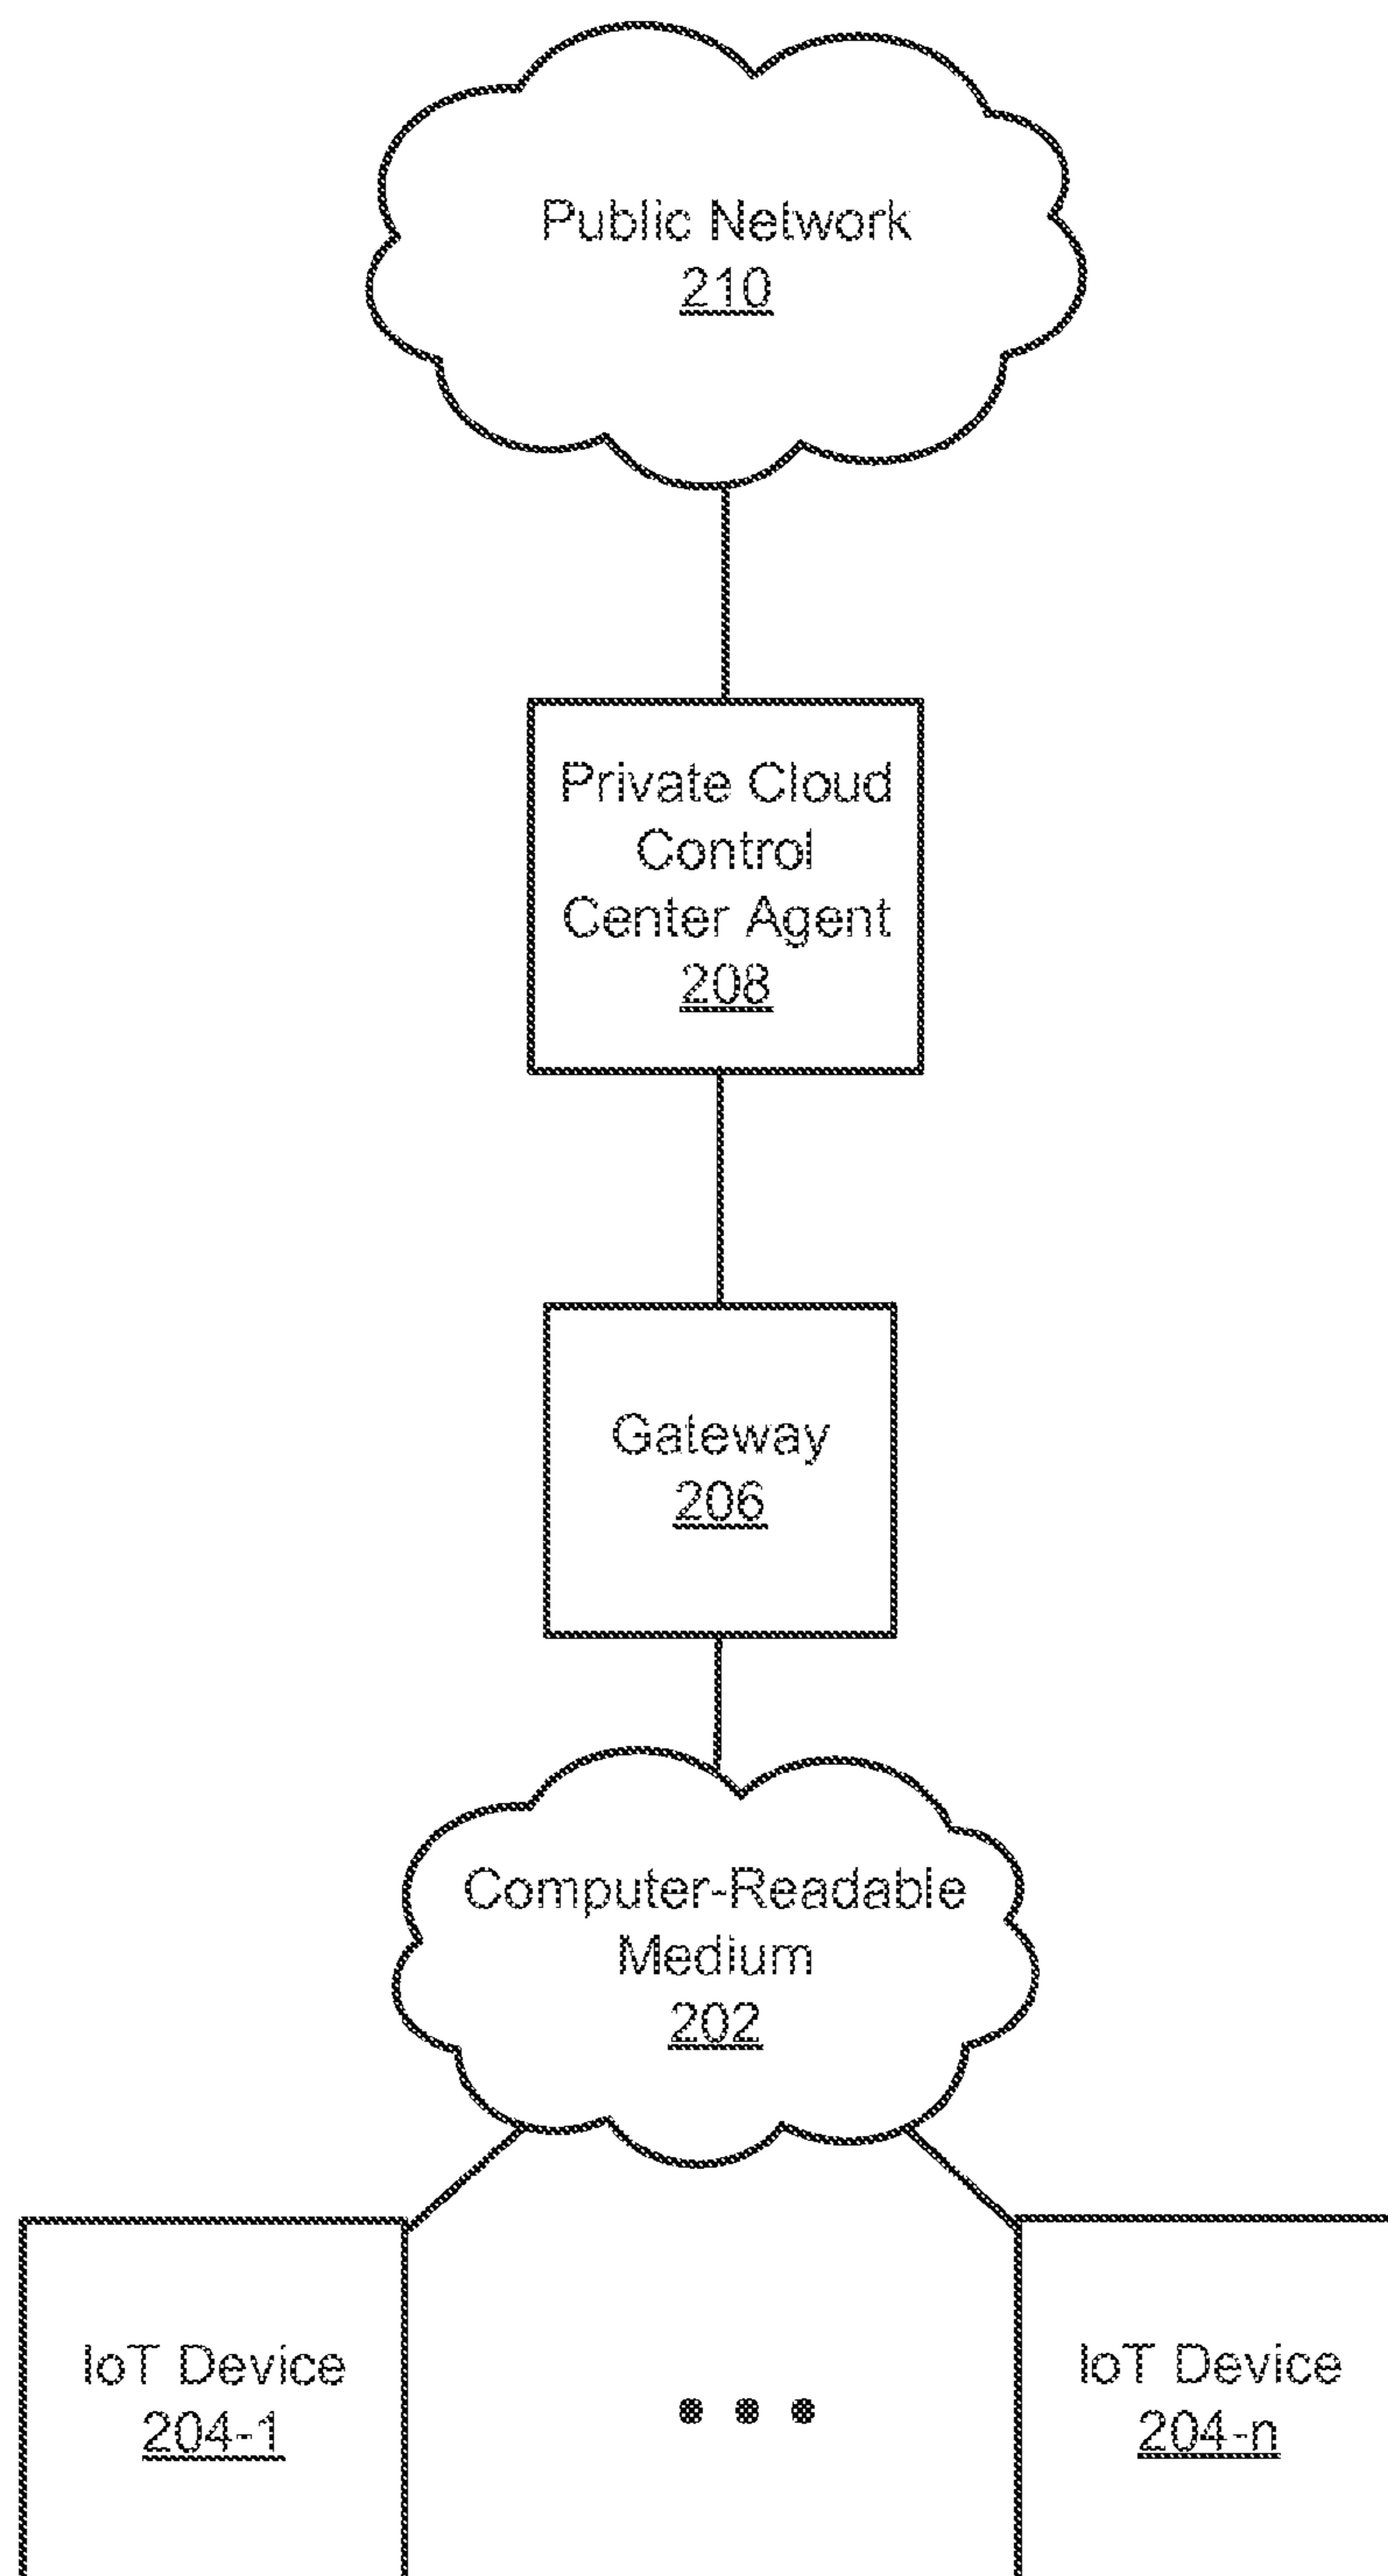 Public Network
210
Private Cloud
Control
Center Agent
208
Gateway
206
Computer-Readable
Medium
202
IoT Device
204-1
IoT Device
204-n